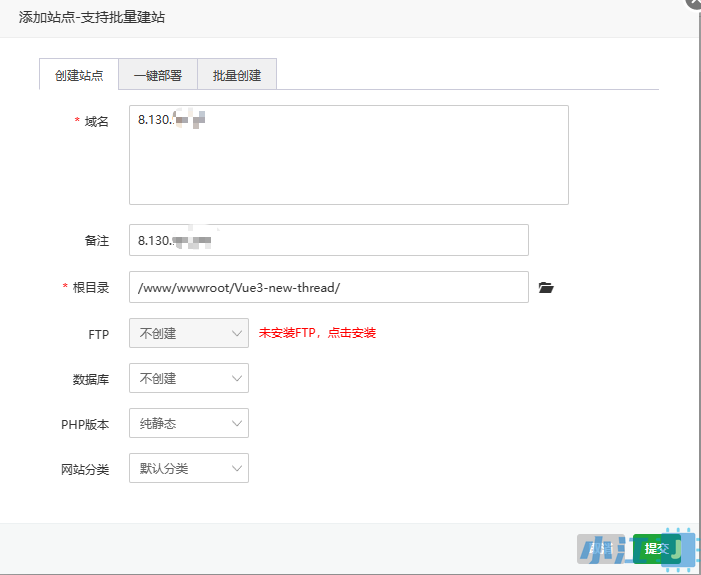 添加站点-支持批量建站
创建站点 一键部署 批量创建
* 域名 8.130.
备注 8.130.
* 根目录 /www/wwwroot/Vue3-new-thread/
FTP 不创建 未安装FTP，点击安装
数据库 不创建
PHP版本 纯静态
网站分类 默认分类
提交